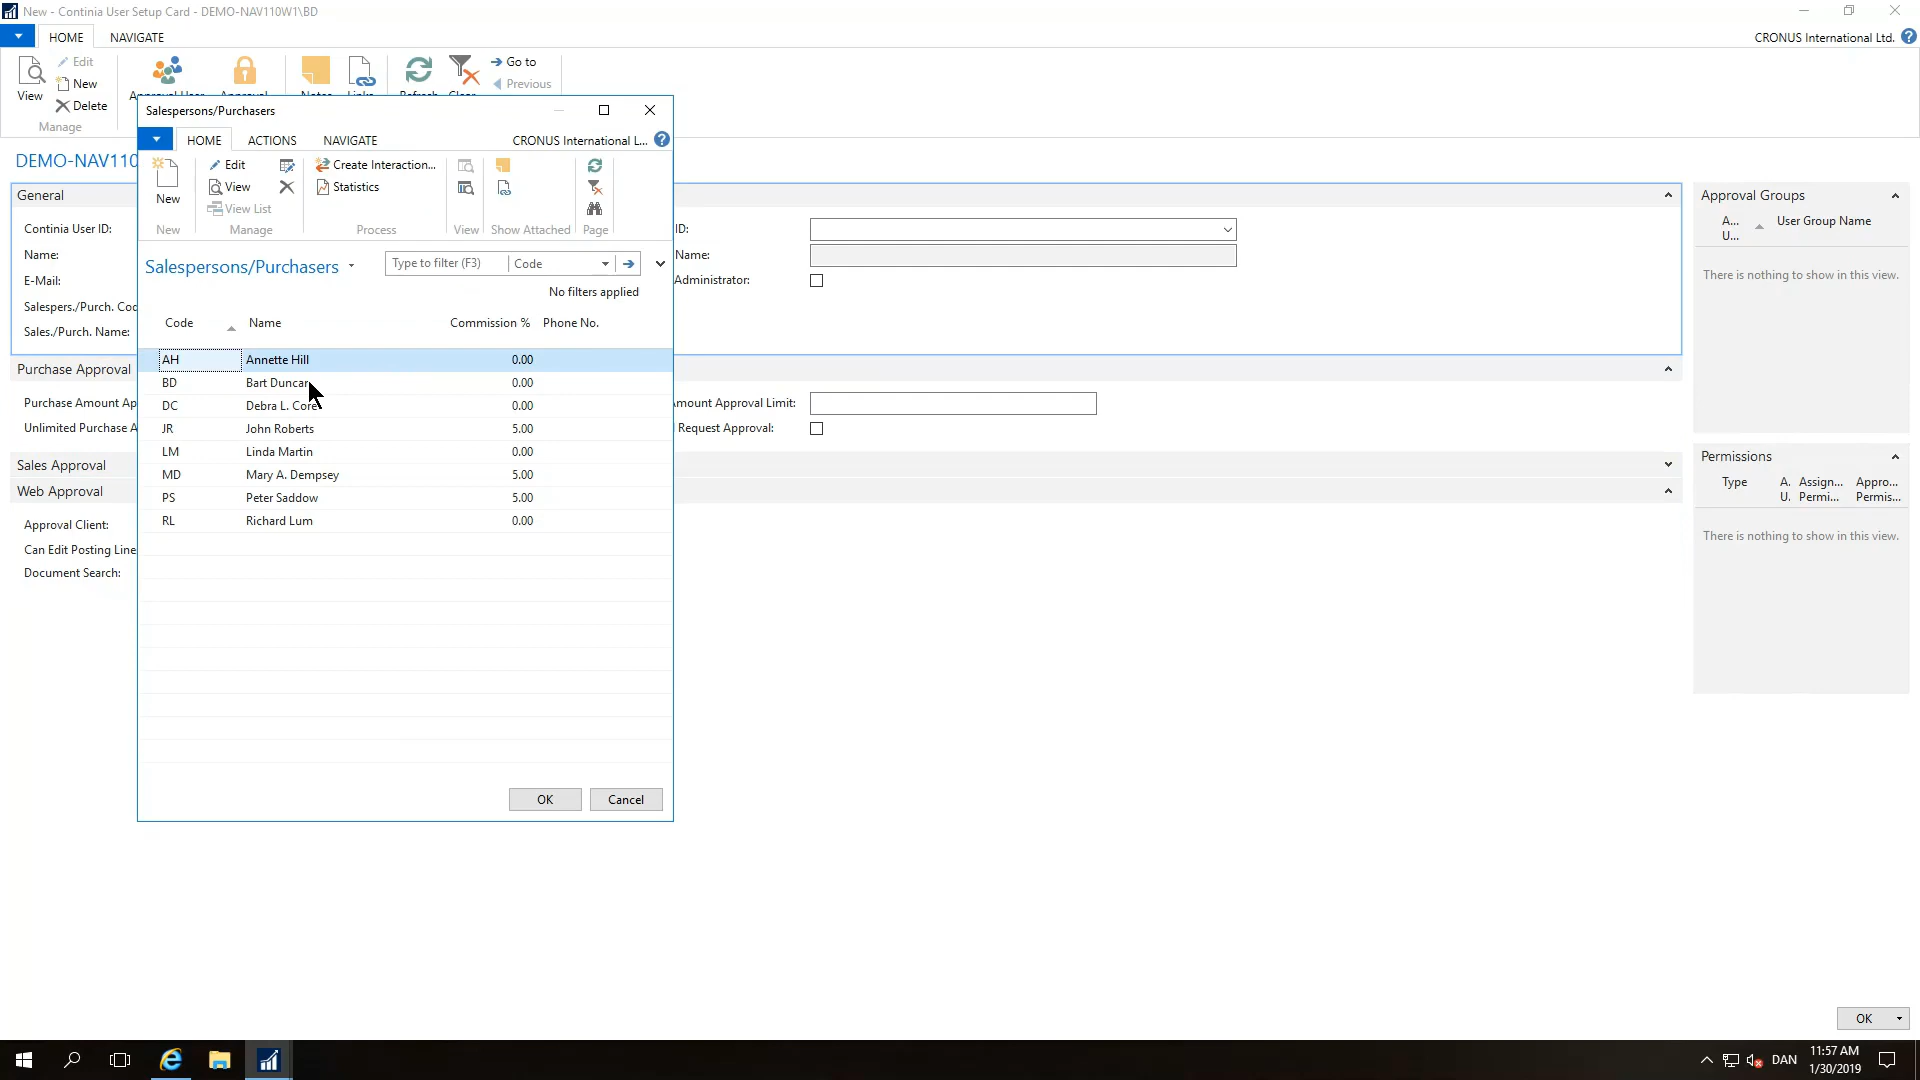 New - Continia User Setup Card - DEMO-NAV110W1\BD
HOME
NAVIGATE
CRONUS International Ltd.
View
Edit
New
Delete
Manage
Go to
Previous
DEMO-NAV110
General
Continia User ID:
Name:
E-Mail:
Salespers./Purch. Cod
Sales./Purch. Name:
ID:
Name:
Administrator:
Purchase Approval
Purchase Amount Ap
Unlimited Purchase A
mount Approval Limit:
Request Approval:
Sales Approval
Web Approval
Approval Client:
Can Edit Posting Line
Document Search:
Salespersons/Purchasers
HOME
ACTIONS
NAVIGATE
CRONUS International L...
New
Edit
View
View List
Create Interaction...
Statistics
New
Manage
Process
View
Show Attached
Page
Salespersons/Purchasers
Type to filter (F3)
Code
No filters applied
Code Name Commission % Phone No.
AH Annette Hill 0.00
BD Bart Duncan 0.00
DC Debra L. Core 0.00
JR John Roberts 5.00
LM Linda Martin 0.00
MD Mary A. Dempsey 5.00
PS Peter Saddow 5.00
RL Richard Lum 0.00
OK
Cancel
Approval Groups
A... User Group Name
U...
There is nothing to show in this view.
Permissions
Type A. Assign... Appro...
U. Permi... Permis...
There is nothing to show in this view.
OK
DAN
11:57 AM
1/30/2019